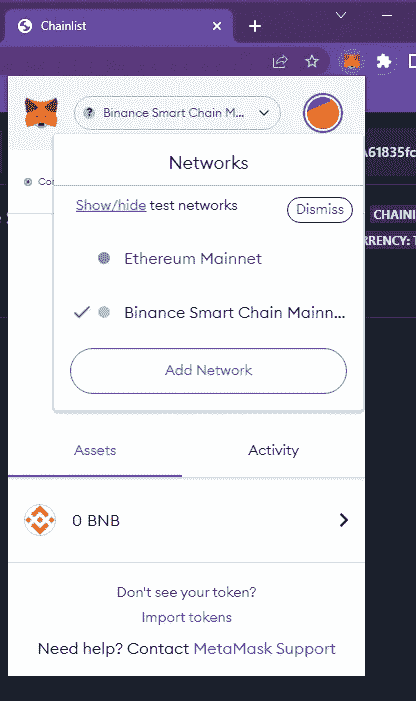 Chainlist
Binance Smart Chain M...
A61835fc
Networks
Show/hide test networks
Dismiss
CHAINI
Ethereum Mainnet
RRENCY:
Binance Smart Chain Mainn...
Add Network
Assets Activity
0 BNB
Don't see your token?
Import tokens
Need help? Contact MetaMask Support